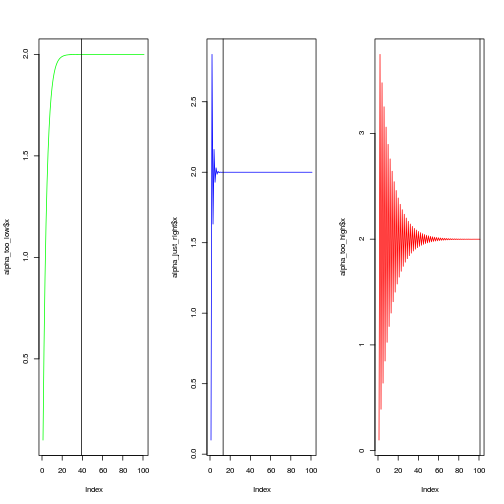 alpha_too_low$x
0.5 1.0 1.5 2.0
0 20 40 60 80 100
Index
alpha_just_right$x
0.0 0.5 1.0 1.5 2.0 2.5
0 20 40 60 80 100
Index
alpha_too_high$x
0 1 2 3
0 20 40 60 80 100
Index